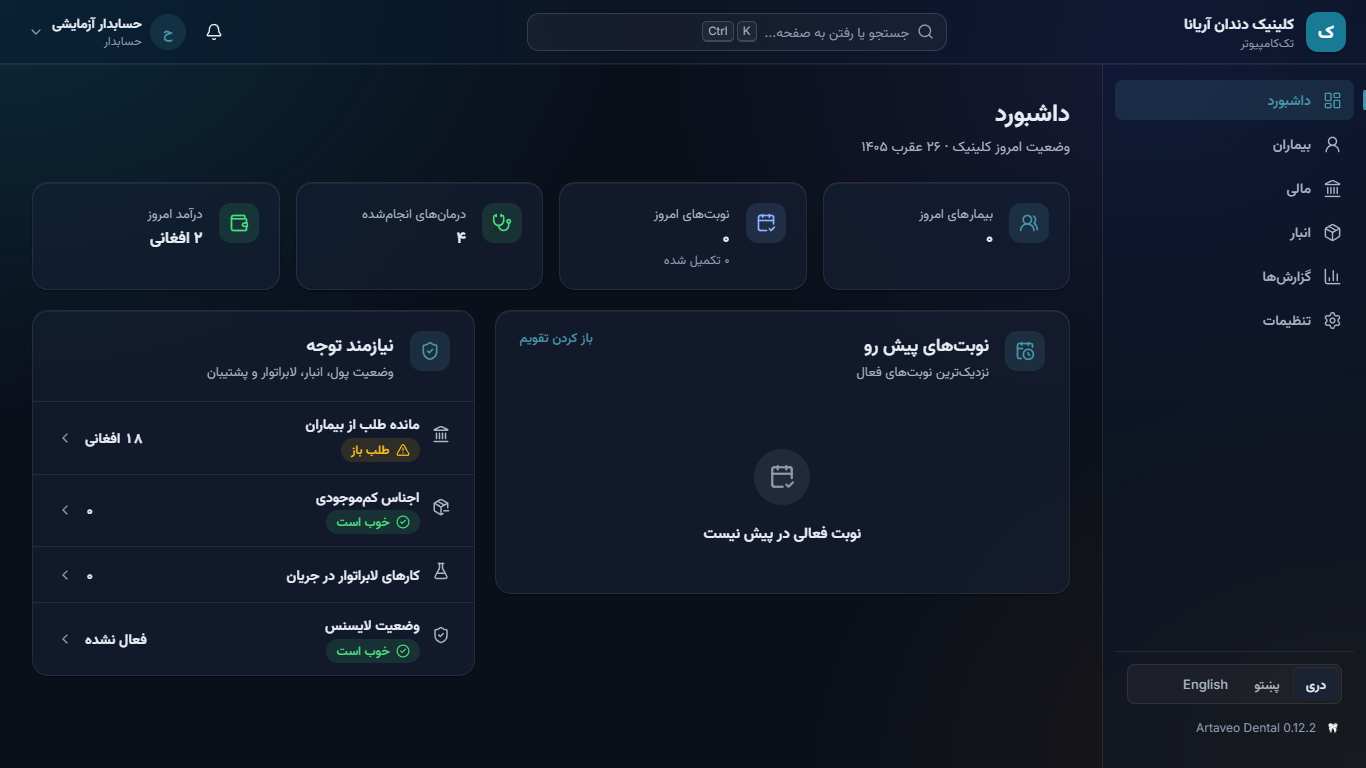 کلینیک دندان آریانا
تک‌کامپیوتر
ک
جستجو یا رفتن به صفحه...
Ctrl K
حسابدار آزمایشی
حسابدار
ح
داشبورد
بیماران
مالی
انبار
گزارش‌ها
تنظیمات
داشبورد
وضعیت امروز کلینیک · ۲۶ عقرب ۱۴۰۵
بیمارهای امروز
۰
نوبت‌های امروز
۰
۰ تکمیل شده
درمان‌های انجام‌شده
۴
درآمد امروز
۲ افغانی
نوبت‌های پیش رو
نزدیک‌ترین نوبت‌های فعال
باز کردن تقویم
نوبت فعالی در پیش نیست
نیازمند توجه
وضعیت پول، انبار، لابراتوار و پشتیبان
مانده طلب از بیماران
طلب باز
۱۸ افغانی
اجناس کم‌موجودی
خوب است
۰
کارهای لابراتوار در جریان
۰
وضعیت لایسنس
خوب است
فعال نشده
دری پښتو English
Artaveo Dental 0.12.2